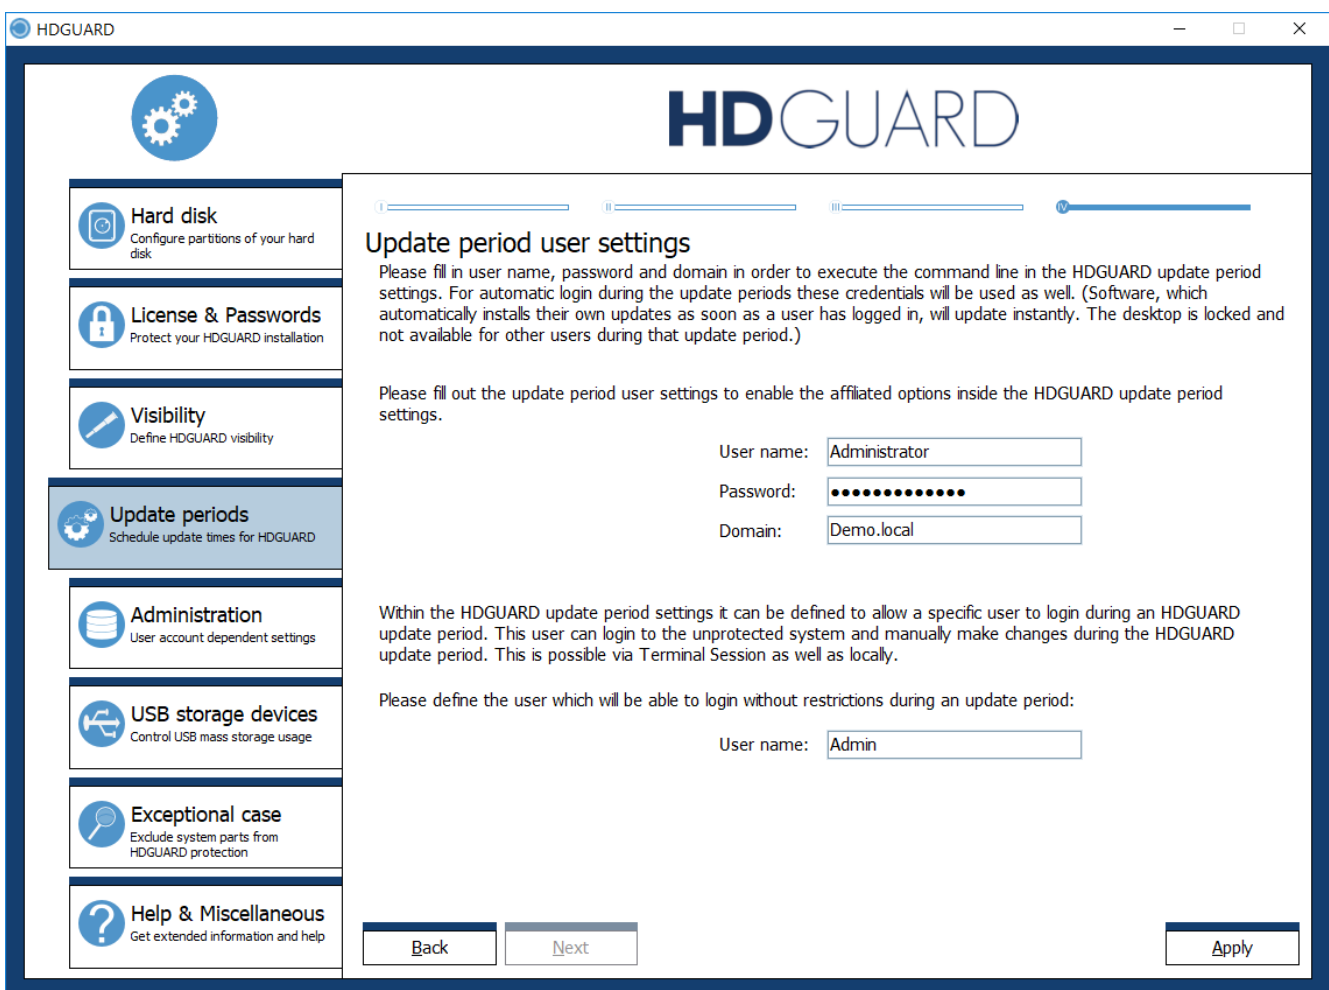 HDGUARD
HDGUARD
Hard disk
Configure partitions of your hard
disk
License & Passwords
Protect your HDGUARD installation
Visibility
Define HDGUARD visibility
Update periods
Schedule update times for HDGUARD
Administration
User account dependent settings
USB storage devices
Control USB mass storage usage
Exceptional case
Exclude system parts from
HDGUARD protection
Help & Miscellaneous
Get extended information and help
I II III IV
Update period user settings
Please fill in user name, password and domain in order to execute the command line in the HDGUARD update period
settings. For automatic login during the update periods these credentials will be used as well. (Software, which
automatically installs their own updates as soon as a user has logged in, will update instantly. The desktop is locked and
not available for other users during that update period.)
Please fill out the update period user settings to enable the affiliated options inside the HDGUARD update period
settings.
User name: Administrator
Password: ●●●●●●●●●●●●●
Domain: Demo.local
Within the HDGUARD update period settings it can be defined to allow a specific user to login during an HDGUARD
update period. This user can login to the unprotected system and manually make changes during the HDGUARD
update period. This is possible via Terminal Session as well as locally.
Please define the user which will be able to login without restrictions during an update period:
User name: Admin
Back Next Apply